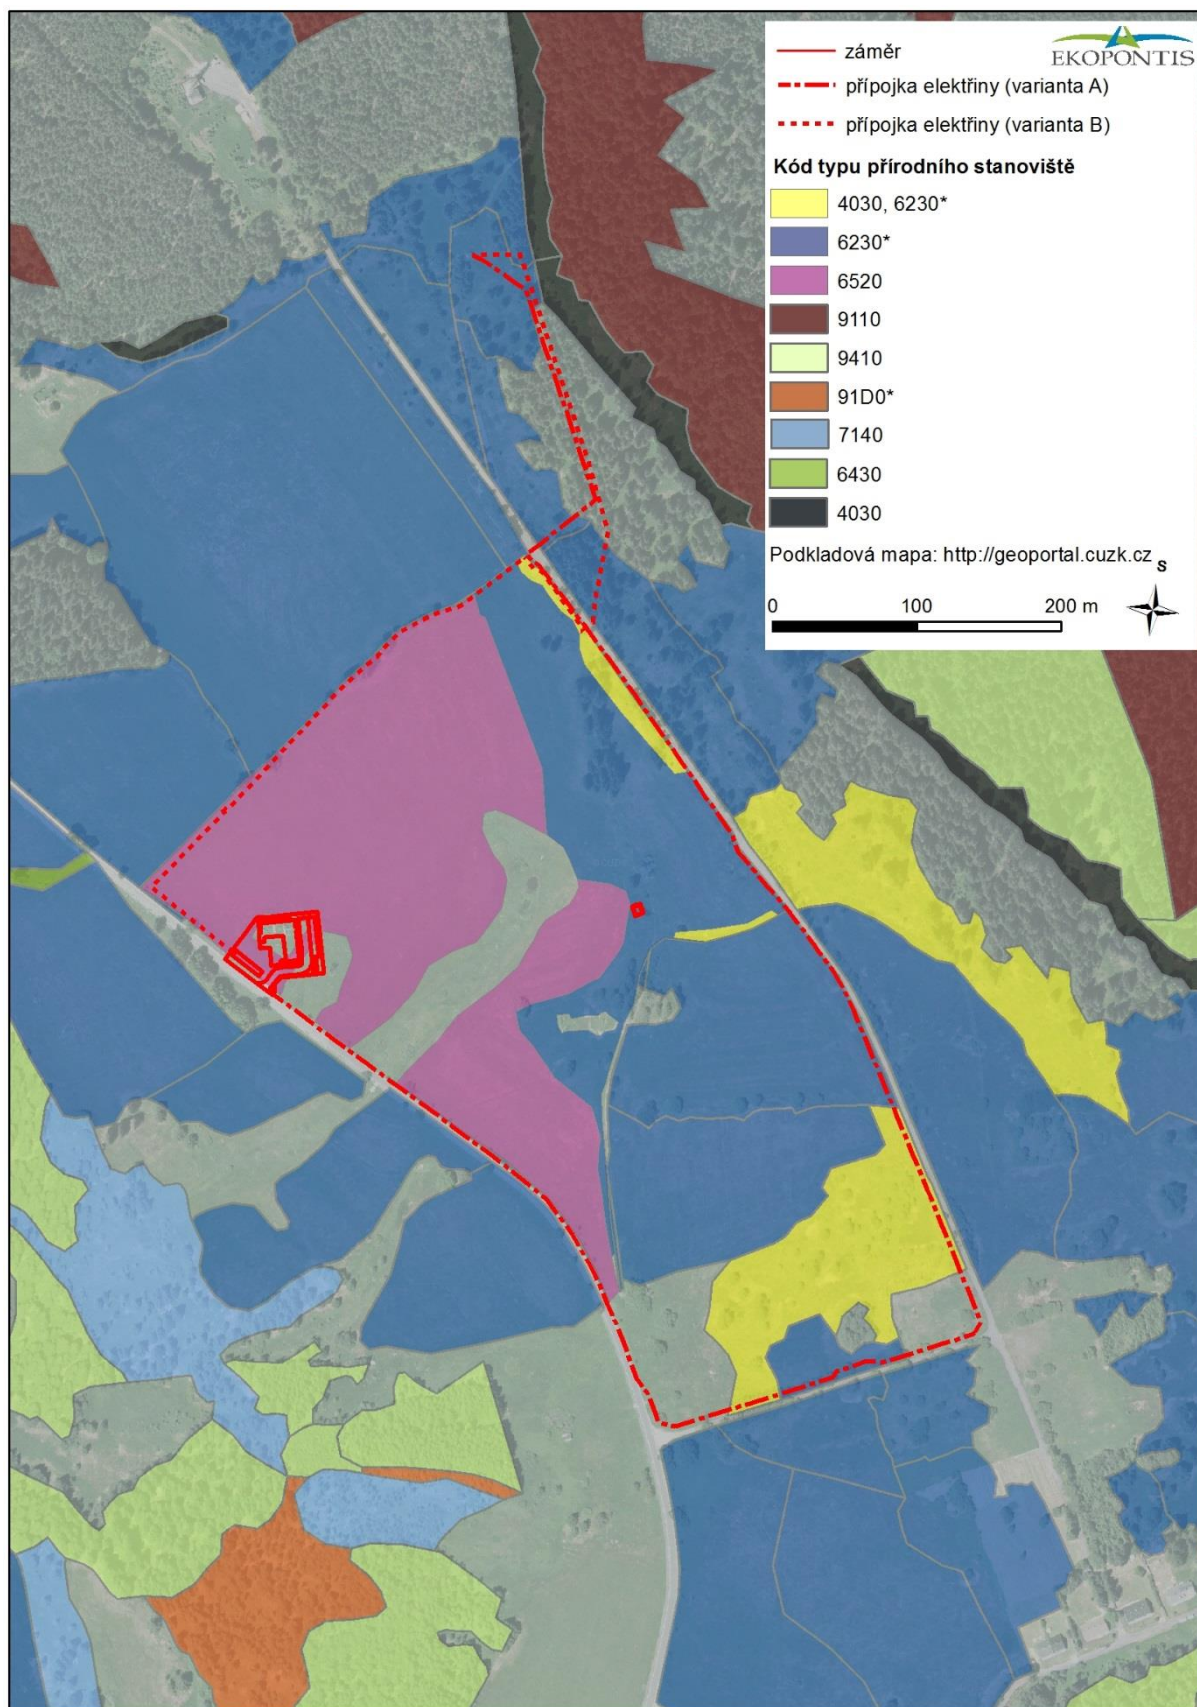 záměr
EKOPONTIS
přípojka elektřiny (varianta A)
přípojka elektřiny (varianta B)
Kód typu přírodního stanoviště
4030, 6230*
6230*
6520
9110
9410
91D0*
7140
6430
4030
Podkladová mapa: http://geoportal.cuzk.cz
S
0 100 200 m